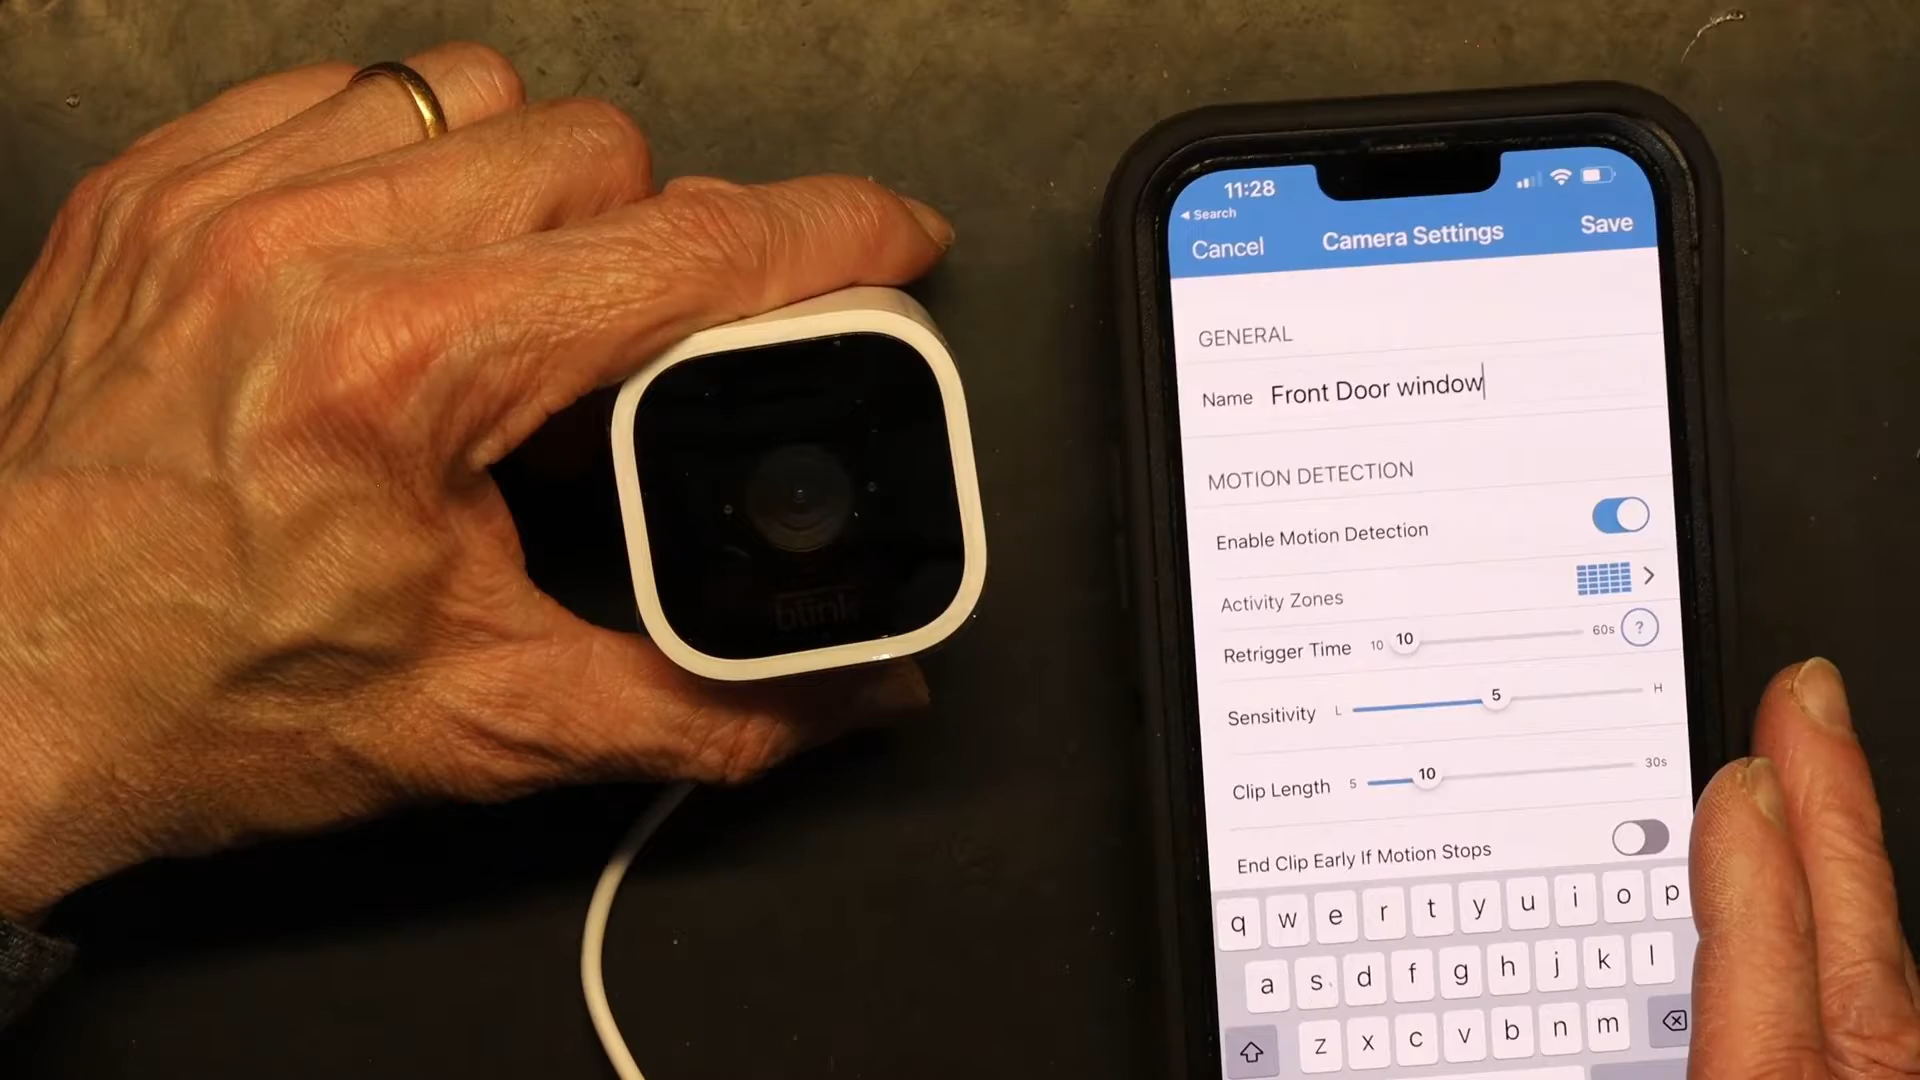 11:28
Search
Cancel
Camera Settings
Save
GENERAL
Name Front Door window
MOTION DETECTION
Enable Motion Detection
Activity Zones
Retrigger Time 10 10 60s ?
Sensitivity L 5 H
Clip Length 5 10 30s
End Clip Early If Motion Stops
q w e r t y u i o p
a s d f g h j k l
z x c v b n m
blink